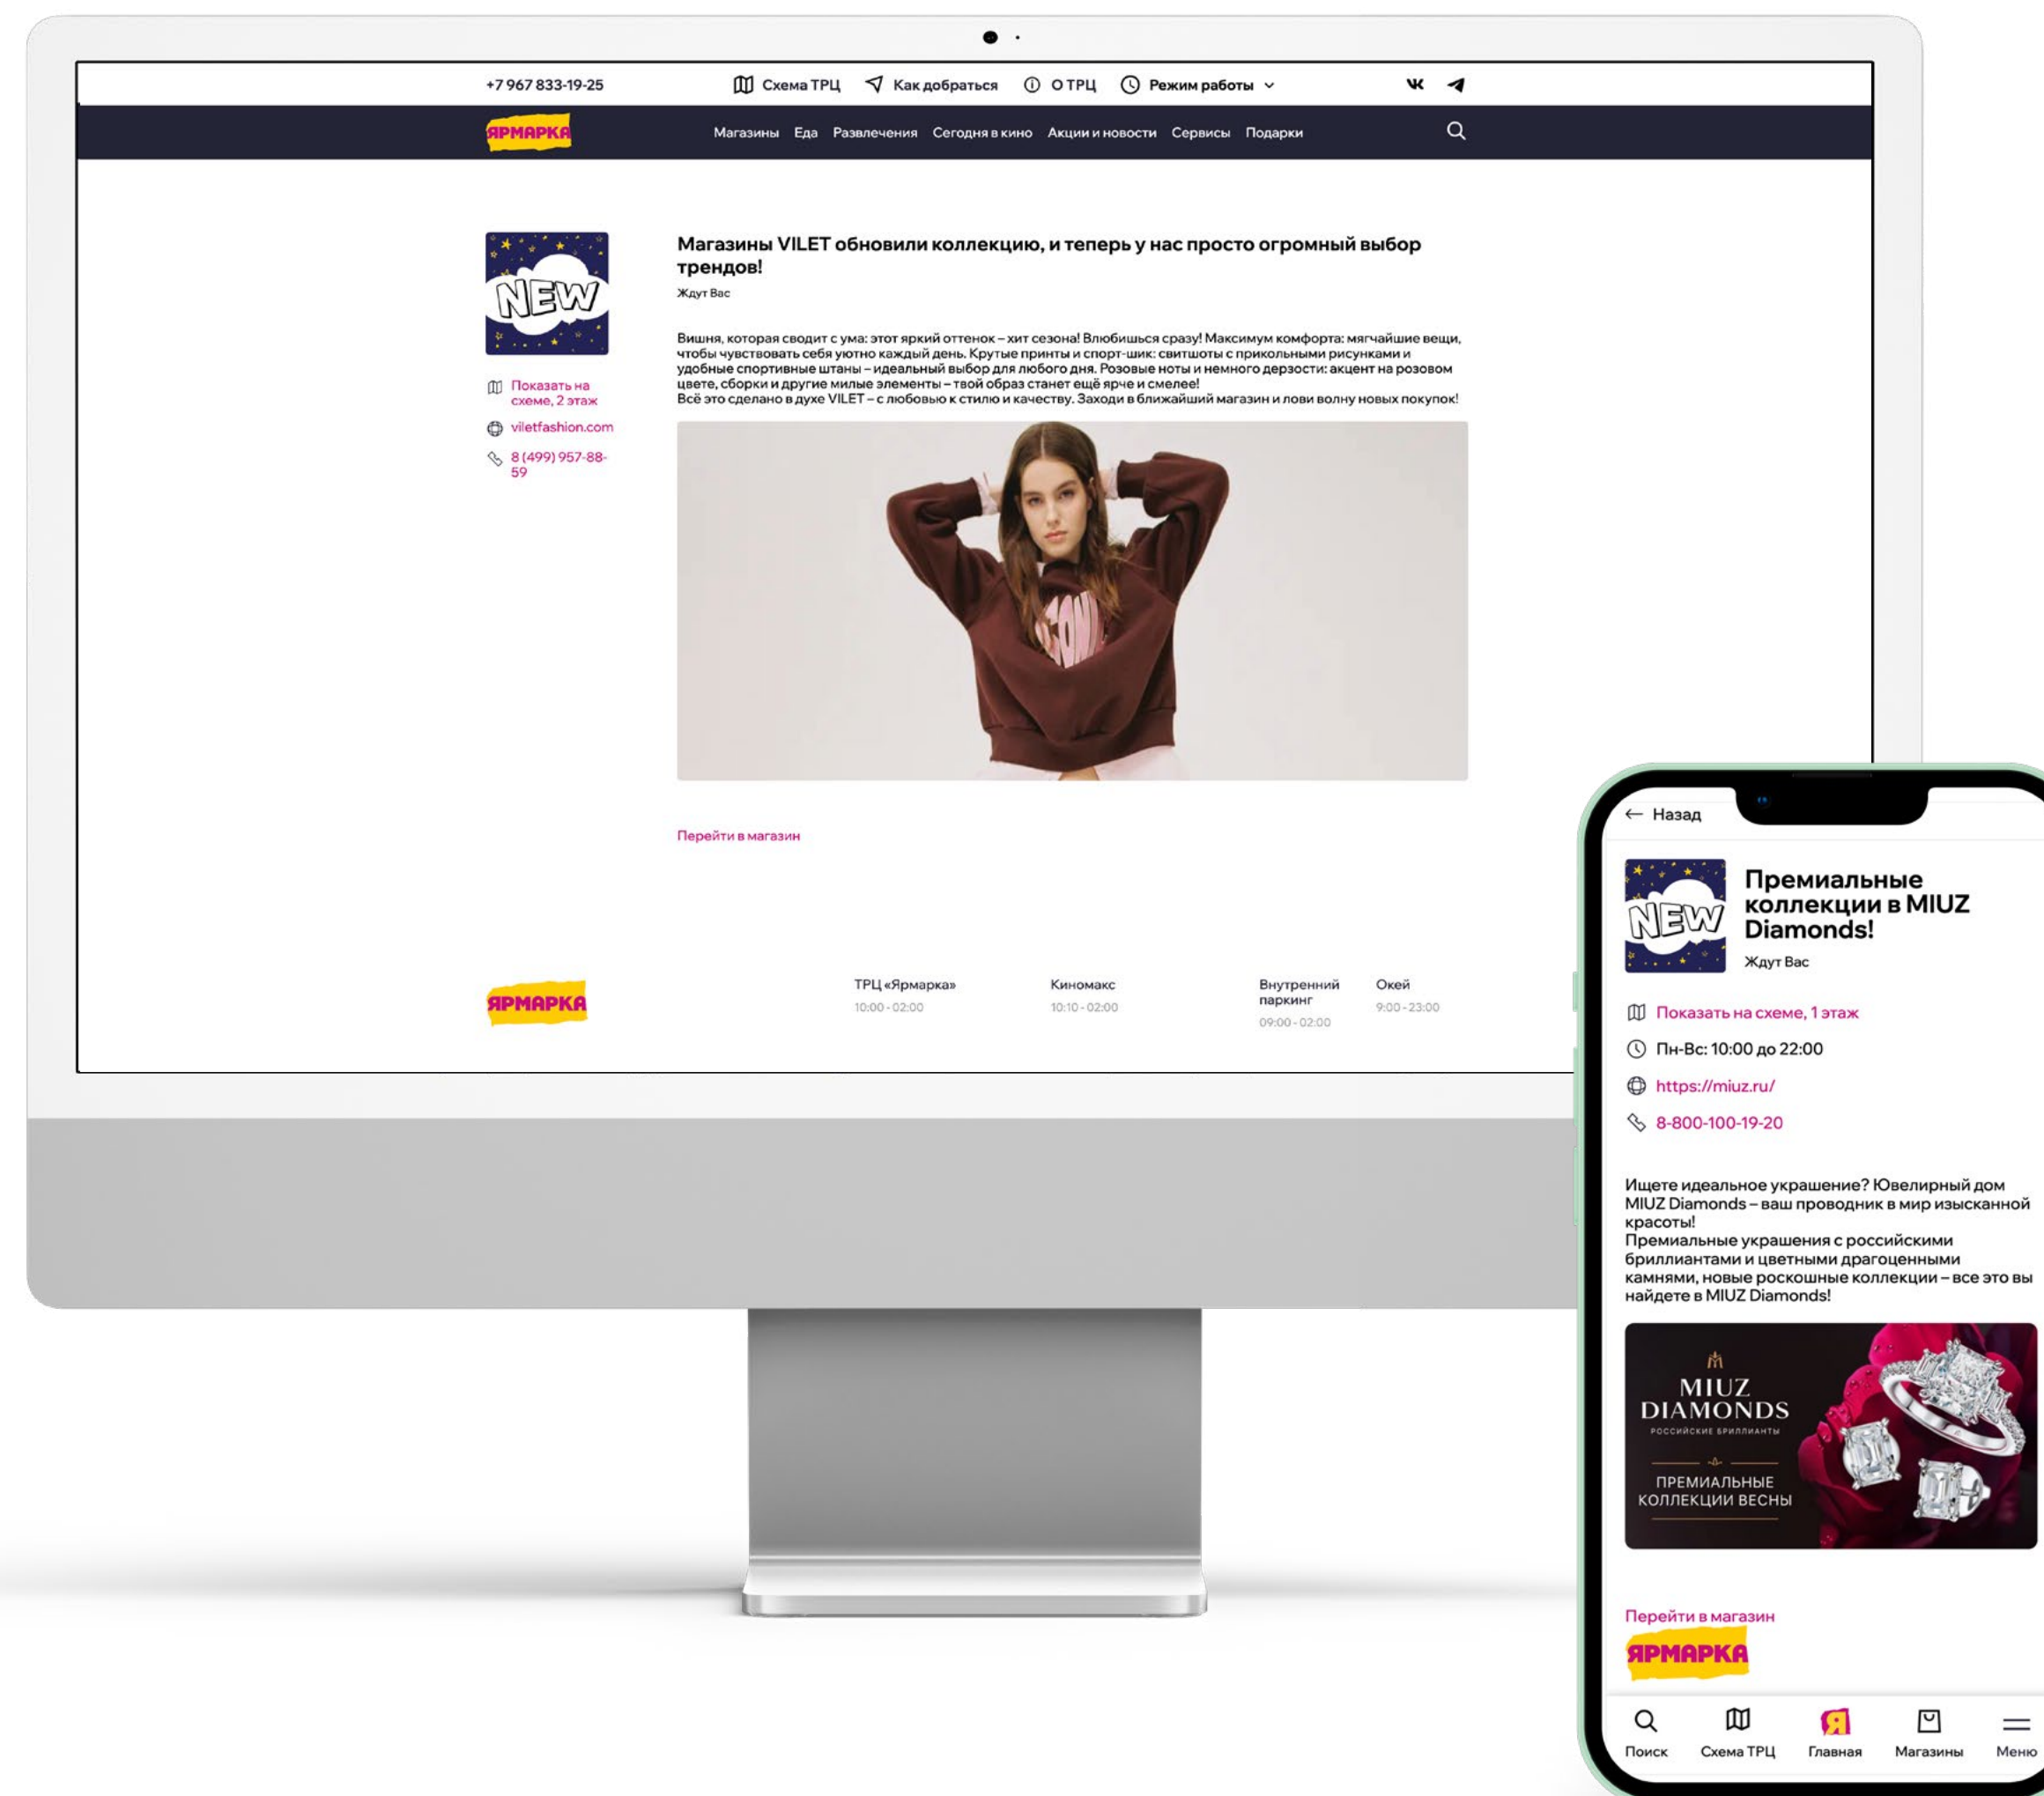 +7 967 833-19-25
Схема ТРЦ
Как добраться
О ТРЦ
Режим работы
ЯРМАРКА
Магазины Еда Развлечения Сегодня в кино Акции и новости Сервисы Подарки
NEW
Показать на
схеме, 2 этаж
viletfashion.com
8 (499) 957-88-
59
Магазины VILET обновили коллекцию, и теперь у нас просто огромный выбор
трендов!
Ждут Вас
Вишня, которая сводит с ума: этот яркий оттенок – хит сезона! Влюбишься сразу! Максимум комфорта: мягчайшие вещи,
чтобы чувствовать себя уютно каждый день. Крутые принты и спорт-шик: свитшоты с прикольными рисунками и
удобные спортивные штаны – идеальный выбор для любого дня. Розовые ноты и немного дерзости: акцент на розовом
цвете, сборки и другие милые элементы – твой образ станет ещё ярче и смелее!
Всё это сделано в духе VILET – с любовью к стилю и качеству. Заходи в ближайший магазин и лови волну новых покупок!
Перейти в магазин
ЯРМАРКА
ТРЦ «Ярмарка»
10:00 - 02:00
Киномакс
10:10 - 02:00
Внутренний
паркинг
09:00 - 02:00
Окей
9:00 - 23:00
← Назад
NEW
Премиальные
коллекции в MIUZ
Diamonds!
Ждут Вас
Показать на схеме, 1 этаж
Пн-Вс: 10:00 до 22:00
https://miuz.ru/
8-800-100-19-20
Ищете идеальное украшение? Ювелирный дом
MIUZ Diamonds – ваш проводник в мир изысканной
красоты!
Премиальные украшения с российскими
бриллиантами и цветными драгоценными
камнями, новые роскошные коллекции – все это вы
найдете в MIUZ Diamonds!
MIUZ
DIAMONDS
РОССИЙСКИЕ БРИЛЛИАНТЫ
ПРЕМИАЛЬНЫЕ
КОЛЛЕКЦИИ ВЕСНЫ
Перейти в магазин
ЯРМАРКА
Поиск
Схема ТРЦ
Я
Главная
Магазины
Меню